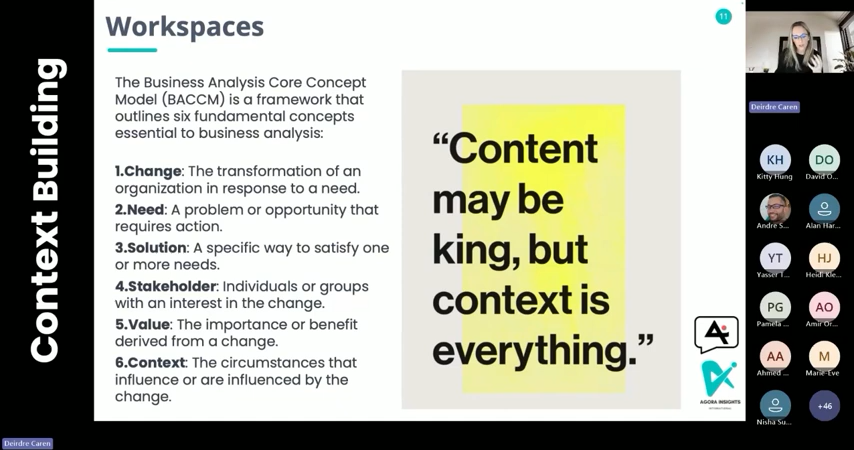 Context Building
Workspaces
11
The Business Analysis Core Concept
Model (BACCM) is a framework that
outlines six fundamental concepts
essential to business analysis:
1.Change: The transformation of an
organization in response to a need.
2.Need: A problem or opportunity that
requires action.
3.Solution: A specific way to satisfy one
or more needs.
4.Stakeholder: Individuals or groups
with an interest in the change.
5.Value: The importance or benefit
derived from a change.
6.Context: The circumstances that
influence or are influenced by the
change.
“Content
may be
king, but
context is
everything.”
AGORA INSIGHTS
Deirdre Caren
KH
Kitty Hung
DO
David O...
Andre S...
Alan Har...
YT
Yasser T...
HJ
Heidi Kle...
PG
Pamela ...
AO
Amir Or...
AA
Ahmed ...
M
Marie-Eve
Nisha Su...
+46
Deirdre Caren